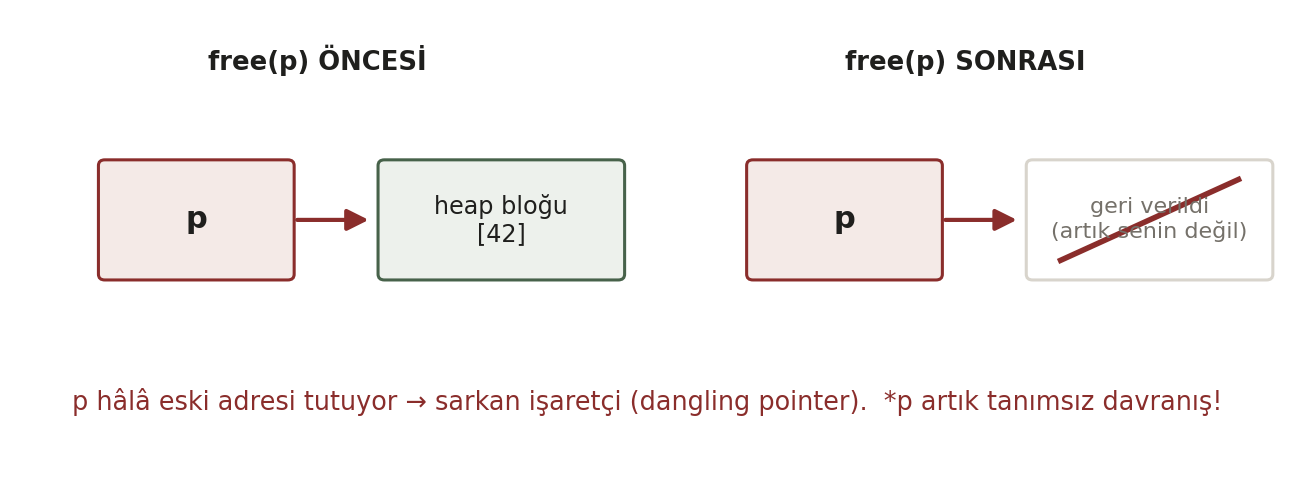 free(p) ÖNCESİ
free(p) SONRASI
p
heap bloğu
[42]
p
geri verildi
(artık senin değil)
p hâlâ eski adresi tutuyor → sarkan işaretçi (dangling pointer).  *p artık tanımsız davranış!